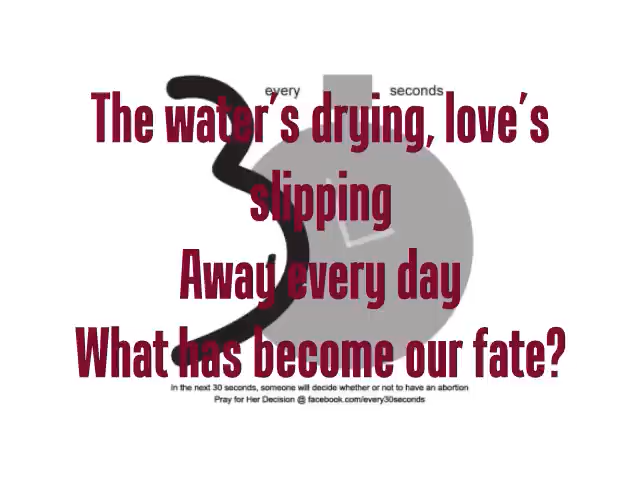 every seconds
The water's drying, love's
slipping
Away every day
What has become our fate?
In the next 30 seconds, someone will decide whether or not to have an abortion
Pray for Her Decision @ facebook.com/every30seconds